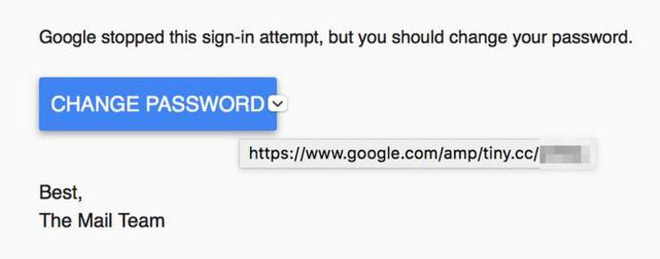 Google stopped this sign-in attempt, but you should change your password.
CHANGE PASSWORD
https://www.google.com/amp/tiny.cc/
Best,
The Mail Team